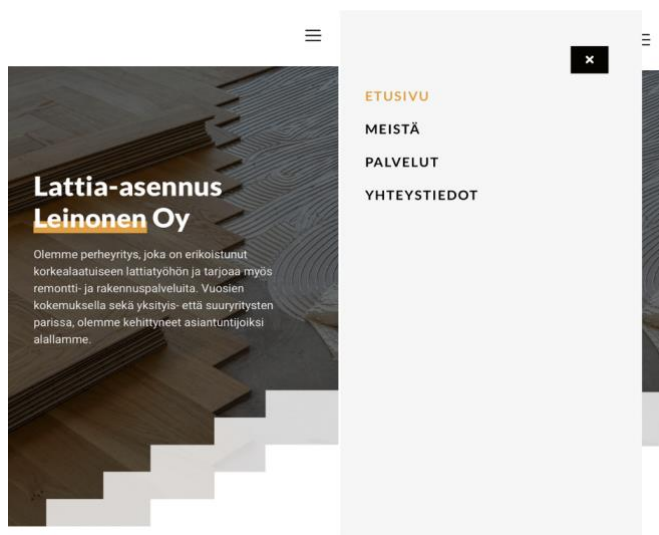 Lattia-asennus
Leinonen Oy
Olemme perheyritys, joka on erikoistunut
korkealaatuiseen lattiatyöhön ja tarjoaa myös
remontti- ja rakennuspalveluita. Vuosien
kokemuksella sekä yksityis- että suuryritysten
parissa, olemme kehittyneet asiantuntijoiksi
alallamme.
ETUSIVU
MEISTÄ
PALVELUT
YHTEYSTIEDOT